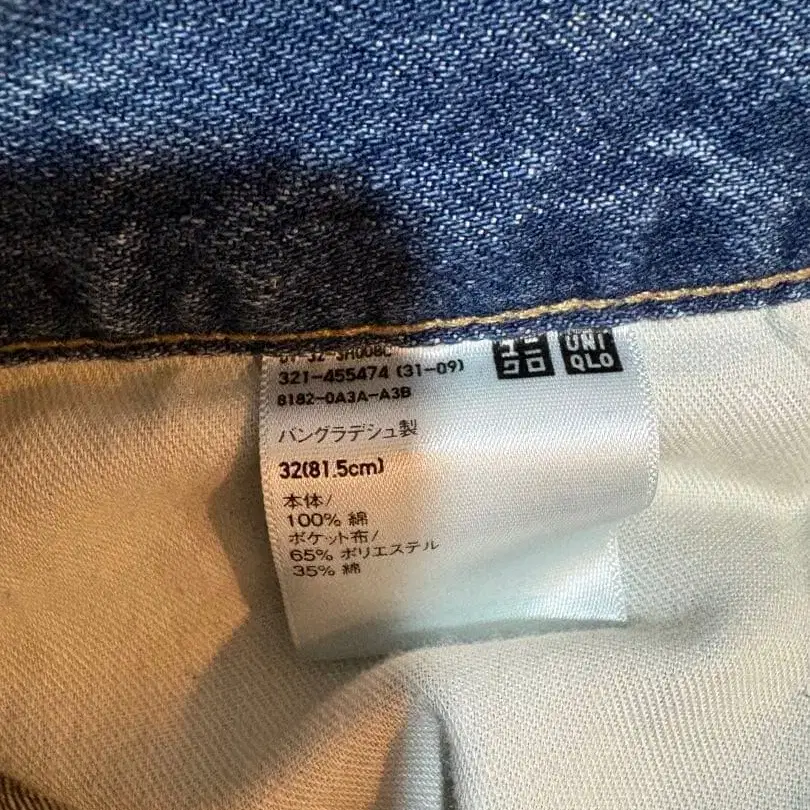 321-455474 (31-09)
8182-0A3A-A3B
ユニ
クロ
UNI
QLO
バングラデシュ製
32(81.5cm)
本体/
100% 綿
ポケット布/
65% ポリエステル
35% 綿